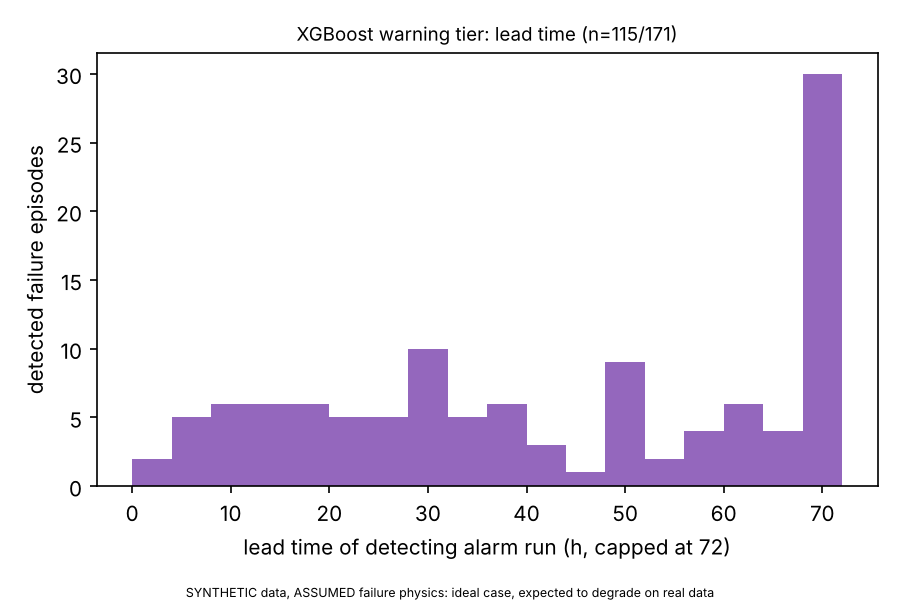 XGBoost warning tier: lead time (n=115/171)
detected failure episodes
30
25
20
15
10
5
0
0 10 20 30 40 50 60 70
lead time of detecting alarm run (h, capped at 72)
SYNTHETIC data, ASSUMED failure physics: ideal case, expected to degrade on real data